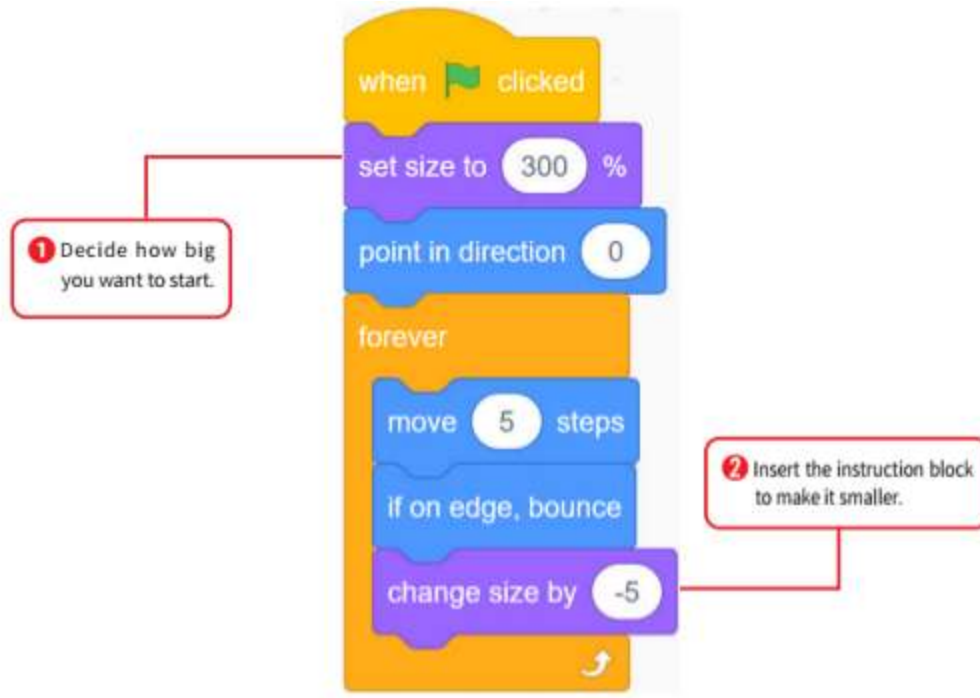 when clicked
set size to 300 %
1 Decide how big
you want to start.
point in direction 0
forever
move 5 steps
if on edge, bounce
2 Insert the instruction block
to make it smaller.
change size by -5